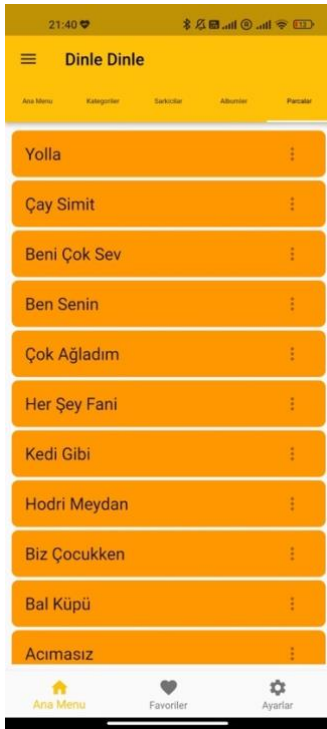 21:40
Dinle Dinle
Ana Menu Kategoriler Sarkicilar Albumler Parcalar
Yolla
Çay Simit
Beni Çok Sev
Ben Senin
Çok Ağladım
Her Şey Fani
Kedi Gibi
Hodri Meydan
Biz Çocukken
Bal Küpü
Acımasız
Ana Menu Favoriler Ayarlar